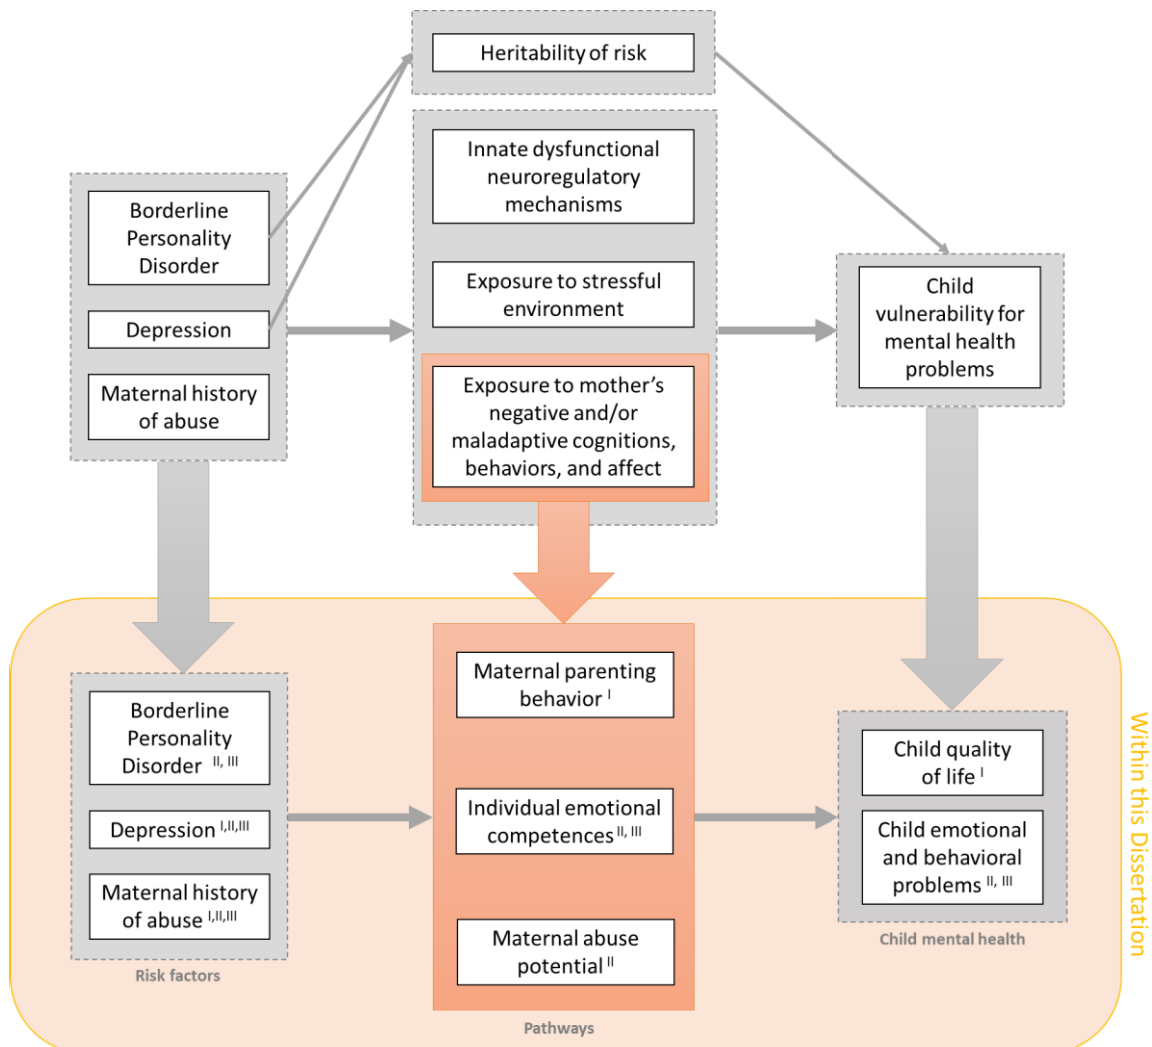 Heritability of risk
Innate dysfunctional
neuroregulatory
mechanisms
Exposure to stressful
environment
Exposure to mother's
negative and/or
maladaptive cognitions,
behaviors, and affect
Borderline
Personality
Disorder
Depression
Maternal history
of abuse
Child
vulnerability for
mental health
problems
Borderline
Personality
Disorder II, III
Depression I,II,III
Maternal history
of abuse I,II,III
Risk factors
Maternal parenting
behavior I
Individual emotional
competences II, III
Maternal abuse
potential II
Pathways
Child quality
of life I
Child emotional
and behavioral
problems II, III
Child mental health
Within this Dissertation